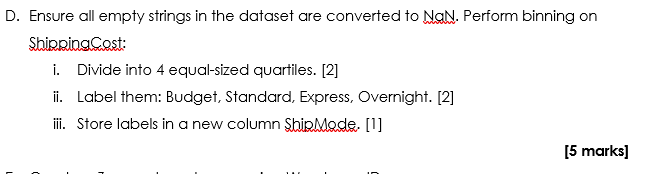 D. Ensure all empty strings in the dataset are converted to NaN. Perform binning on
ShippingCost:
i. Divide into 4 equal-sized quartiles. [2]
ii. Label them: Budget, Standard, Express, Overnight. [2]
iii. Store labels in a new column ShipMode. [1]
[5 marks]